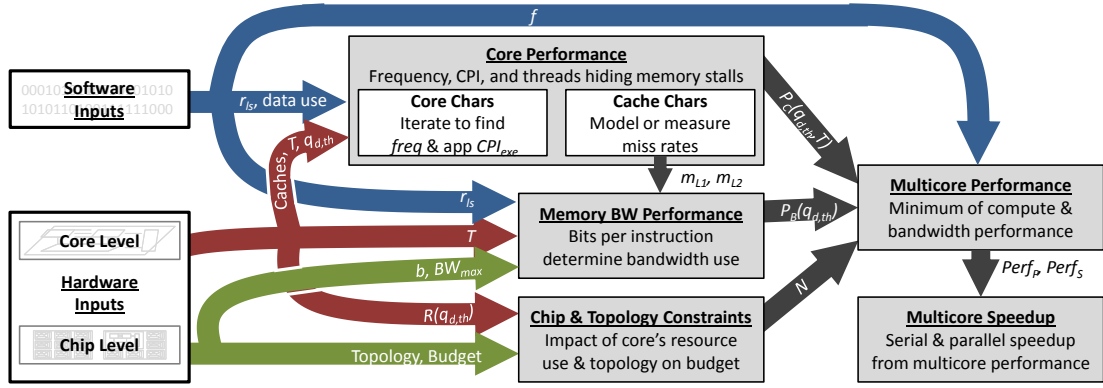 f
Software
Inputs
r_ls, data use
Core Performance
Frequency, CPI, and threads hiding memory stalls
Core Chars
Iterate to find
freq & app CPI_exe
Cache Chars
Model or measure
miss rates
P_C(q_d,th, T)
Caches, T, q_d,th
m_L1, m_L2
r_ls
Memory BW Performance
Bits per instruction
determine bandwidth use
P_B(q_d,th)
Multicore Performance
Minimum of compute &
bandwidth performance
Core Level
T
Hardware
Inputs
b, BW_max
N
Perf_P, Perf_S
R(q_d,th)
Chip & Topology Constraints
Impact of core's resource
use & topology on budget
Multicore Speedup
Serial & parallel speedup
from multicore performance
Chip Level
Topology, Budget